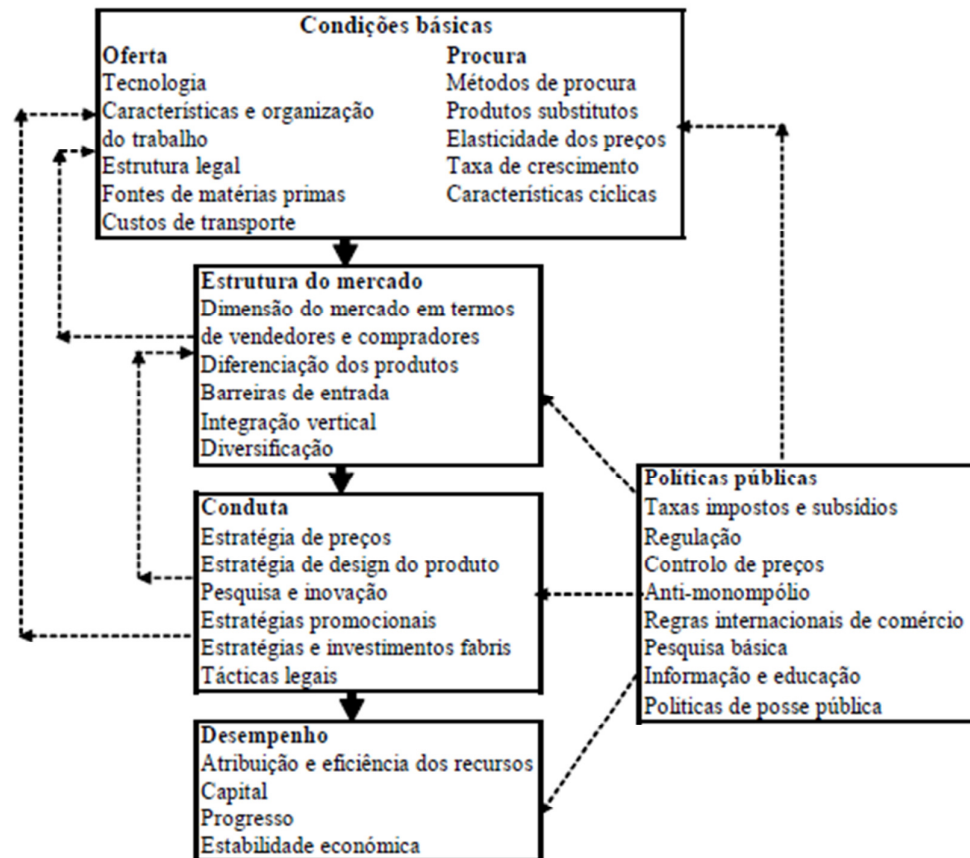 Condições básicas
Oferta
Tecnologia
Características e organização
do trabalho
Estrutura legal
Fontes de matérias primas
Custos de transporte
Procura
Métodos de procura
Produtos substitutos
Elasticidade dos preços
Taxa de crescimento
Características cíclicas
Estrutura do mercado
Dimensão do mercado em termos
de vendedores e compradores
Diferenciação dos produtos
Barreiras de entrada
Integração vertical
Diversificação
Conduta
Estratégia de preços
Estratégia de design do produto
Pesquisa e inovação
Estratégias promocionais
Estratégias e investimentos fabris
Tácticas legais
Desempenho
Atribuição e eficiência dos recursos
Capital
Progresso
Estabilidade económica
Políticas públicas
Taxas impostos e subsídios
Regulação
Controlo de preços
Anti-monompólio
Regras internacionais de comércio
Pesquisa básica
Informação e educação
Políticas de posse pública